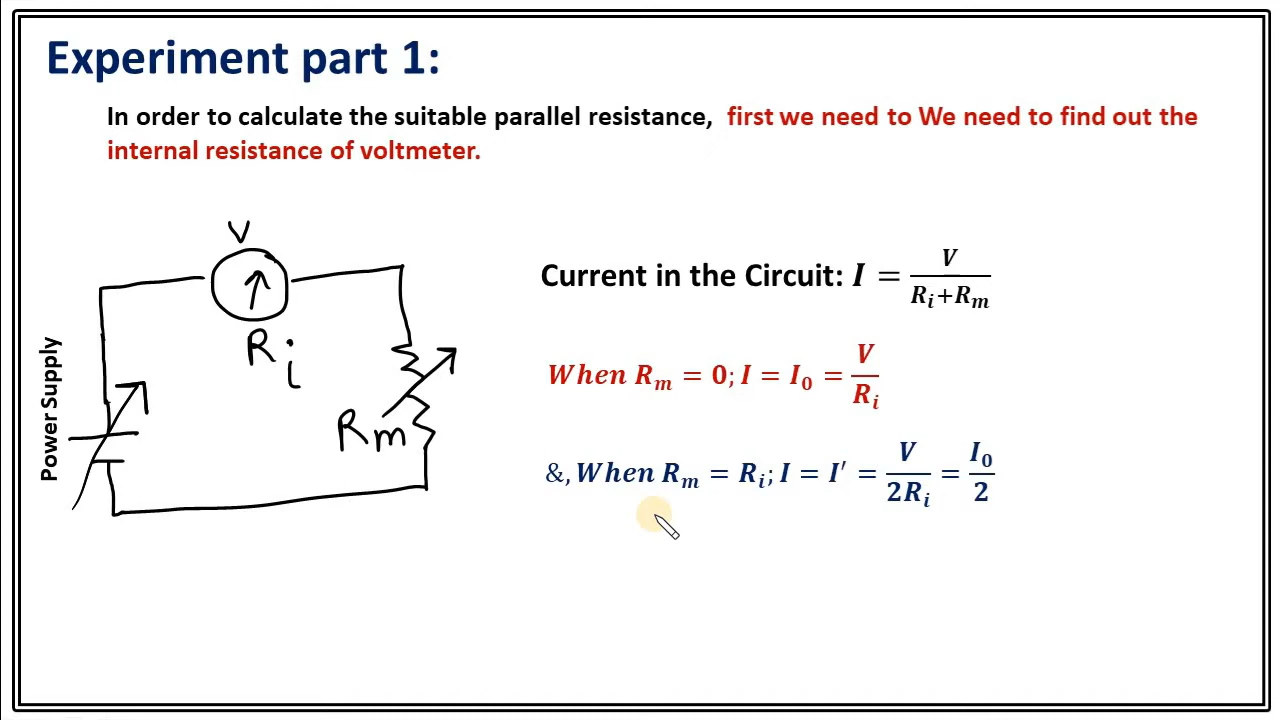 Experiment part 1:
In order to calculate the suitable parallel resistance, first we need to We need to find out the
internal resistance of voltmeter.
V
R i
R m
Power Supply
Current in the Circuit: I = V / (Rᵢ+Rₘ)
When Rₘ = 0; I = I₀ = V / Rᵢ
&, When Rₘ = Rᵢ; I = I′ = V / 2Rᵢ = I₀ / 2